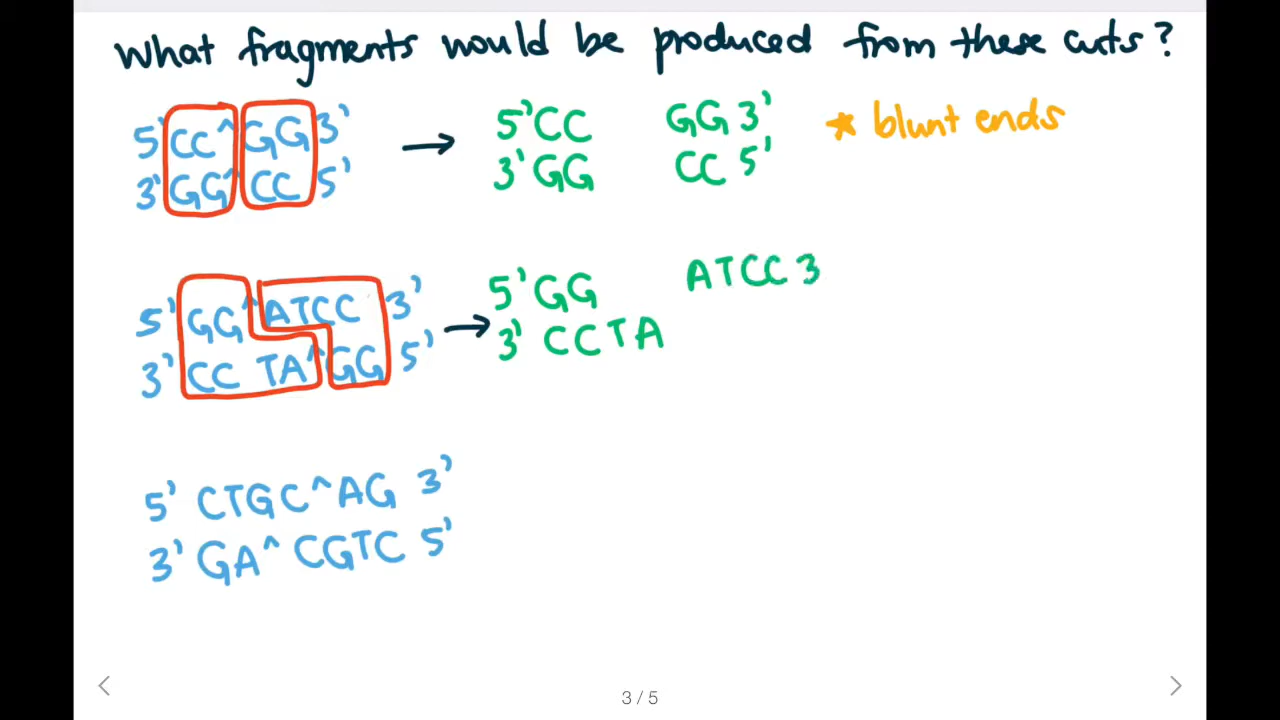 What fragments would be produced from these cuts?
5' CC^GG 3' → 5' CC GG 3' * blunt ends
3' GG^CC 5' 3' GG CC 5'
5' GG^ATCC 3' → 5' GG ATCC 3
3' CC TA^GG 5' 3' CCTA
5' CTGC^AG 3'
3' GA^CGTC 5'
3 / 5